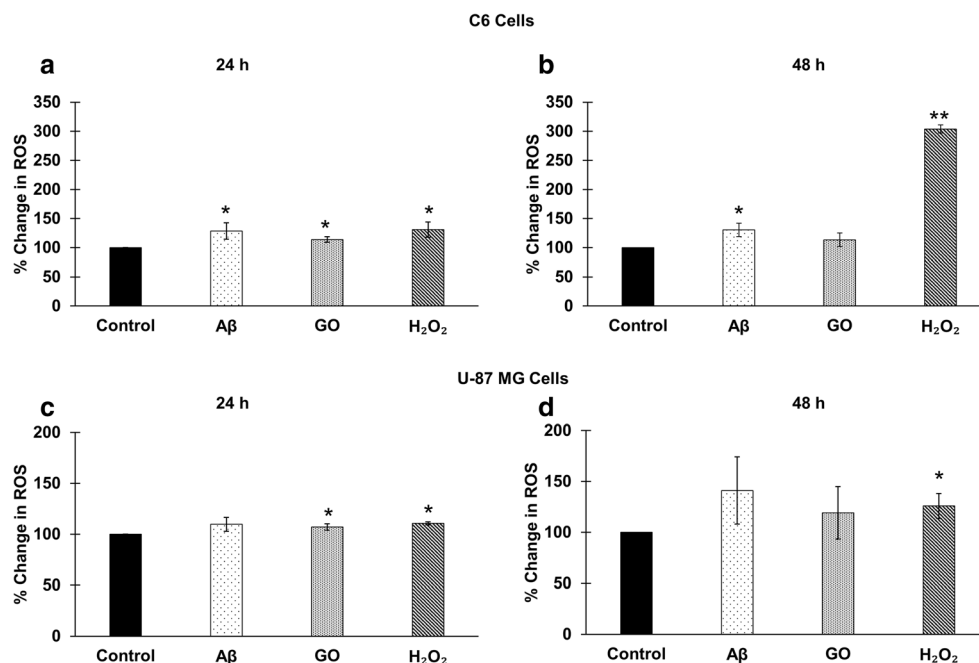 C6 Cells
a
24 h
% Change in ROS
350
300
250
200
150
100
50
0
*
*
*
Control
Aβ
GO
H₂O₂
b
48 h
% Change in ROS
350
300
250
200
150
100
50
0
*
**
Control
Aβ
GO
H₂O₂
U-87 MG Cells
c
24 h
% Change in ROS
200
150
100
50
0
*
*
Control
Aβ
GO
H₂O₂
d
48 h
% Change in ROS
200
150
100
50
0
*
Control
Aβ
GO
H₂O₂